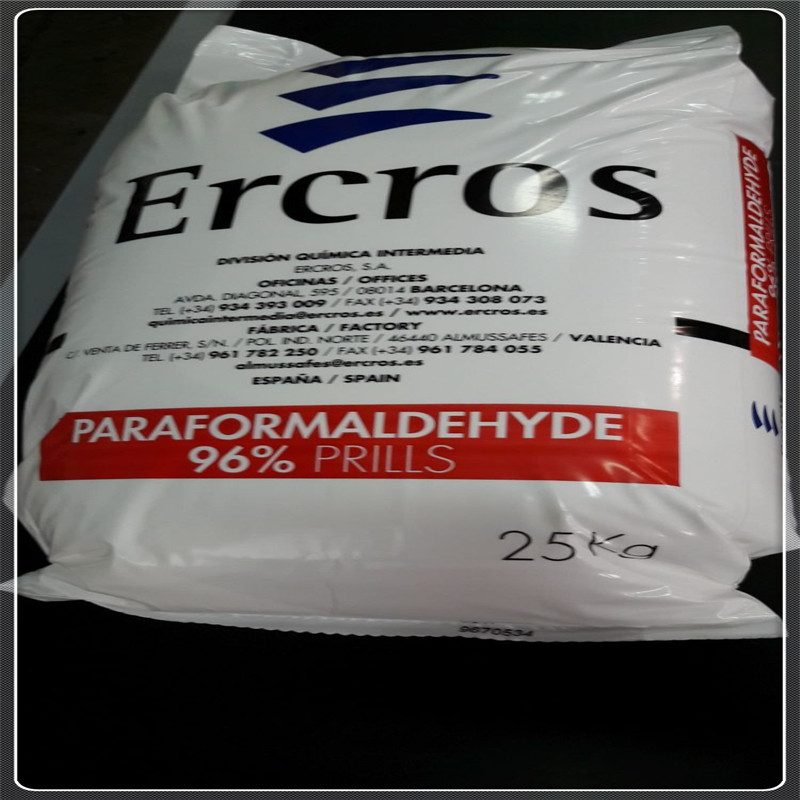 Ercros
DIVISIÓN QUÍMICA INTERMEDIA
ERCROS, S.A.
OFICINAS / OFFICES
AVDA. DIAGONAL, 595 / 08014 BARCELONA
TEL. (+34) 934 393 009 / FAX (+34) 934 308 073
quimicaintermedia@ercros.es / www.ercros.es
FÁBRICA / FACTORY
C/. VENTA DE FERRER, S/N. / POL. IND. NORTE / 46440 ALMUSSAFES / VALENCIA
TEL. (+34) 961 782 250 / FAX (+34) 961 784 055
almussafes@ercros.es
ESPAÑA / SPAIN
PARAFORMALDEHYDE
96% PRILLS
25Kg
9670534
PARAFORMALDEHYDE
96% PRILLS